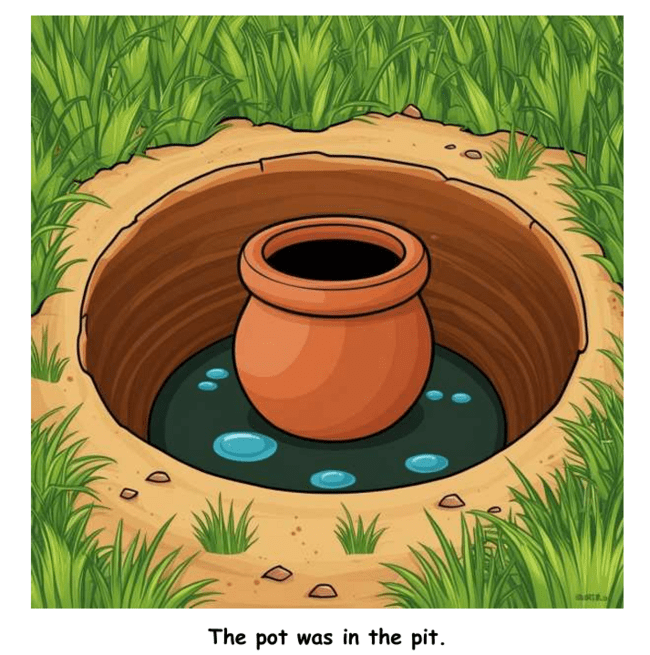 The pot was in the pit.